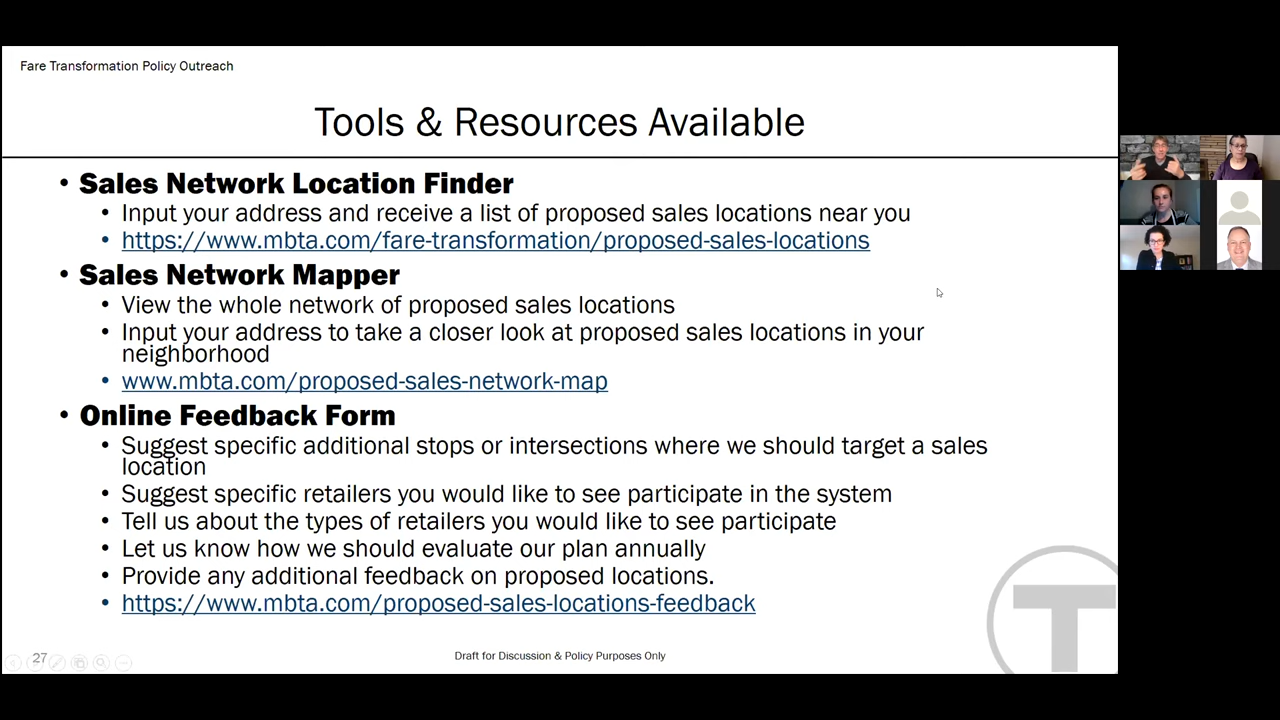 Fare Transformation Policy Outreach
Tools & Resources Available
• Sales Network Location Finder
• Input your address and receive a list of proposed sales locations near you
• https://www.mbta.com/fare-transformation/proposed-sales-locations
• Sales Network Mapper
• View the whole network of proposed sales locations
• Input your address to take a closer look at proposed sales locations in your
neighborhood
• www.mbta.com/proposed-sales-network-map
• Online Feedback Form
• Suggest specific additional stops or intersections where we should target a sales
location
• Suggest specific retailers you would like to see participate in the system
• Tell us about the types of retailers you would like to see participate
• Let us know how we should evaluate our plan annually
• Provide any additional feedback on proposed locations.
• https://www.mbta.com/proposed-sales-locations-feedback
27
Draft for Discussion & Policy Purposes Only
T